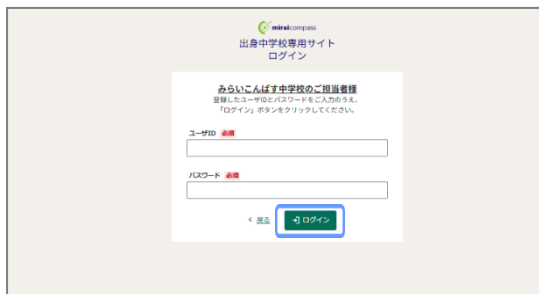 miraicompass
出身中学校専用サイト
ログイン
みらいこんぱす中学校のご担当者様
登録したユーザIDとパスワードをご入力のうえ、
「ログイン」ボタンをクリックしてください。
ユーザID 必須
パスワード 必須
< 戻る ログイン